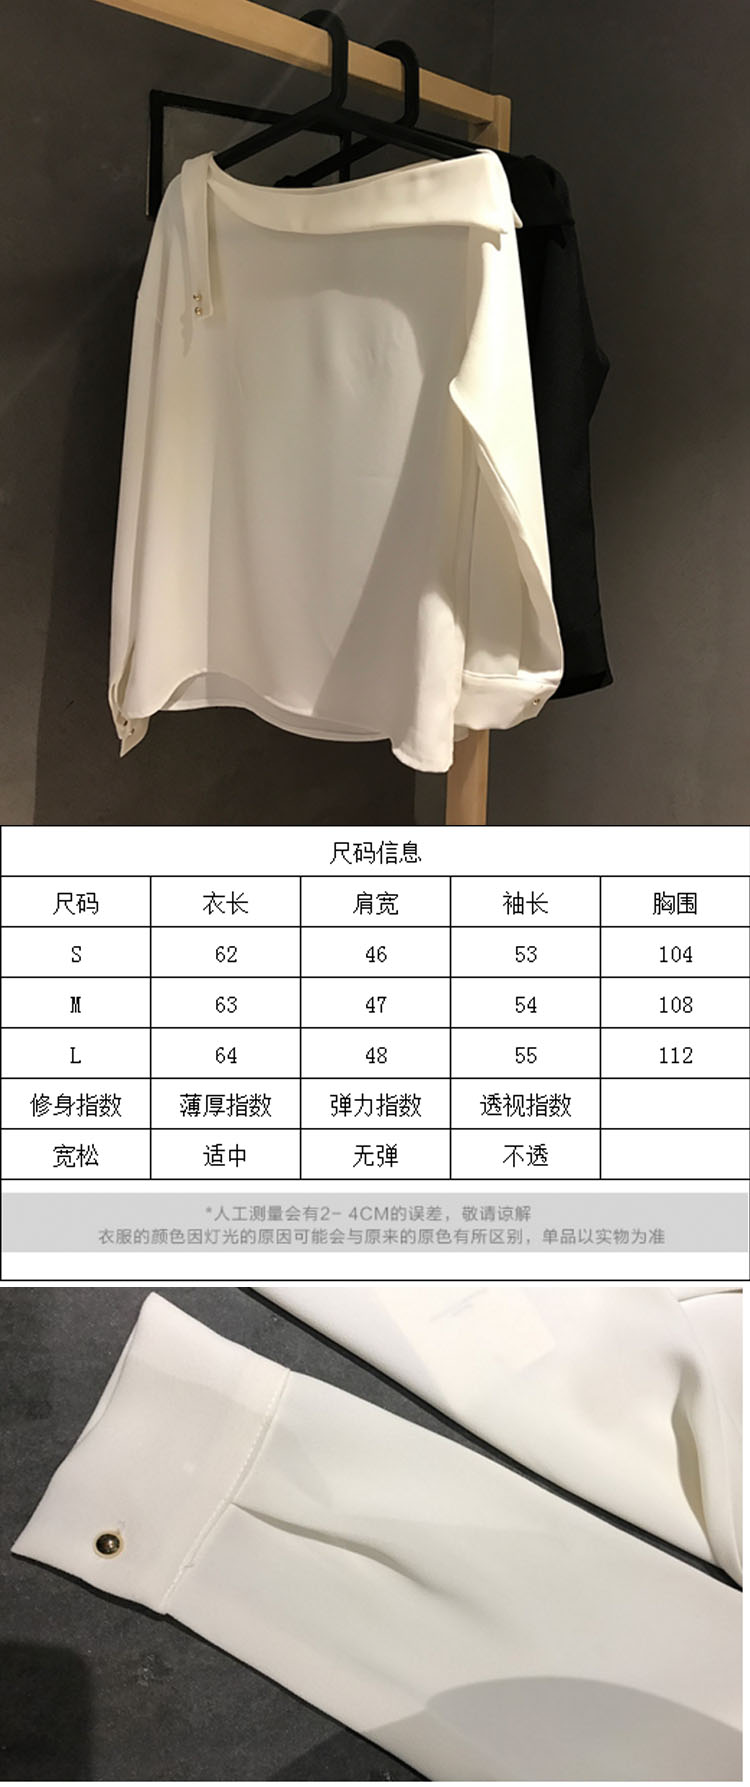 尺码信息
尺码 衣长 肩宽 袖长 胸围
S 62 46 53 104
M 63 47 54 108
L 64 48 55 112
修身指数 薄厚指数 弹力指数 透视指数
宽松 适中 无弹 不透
*人工测量会有2- 4CM的误差，敬请谅解
衣服的颜色因灯光的原因可能会与原来的原色有所区别，单品以实物为准